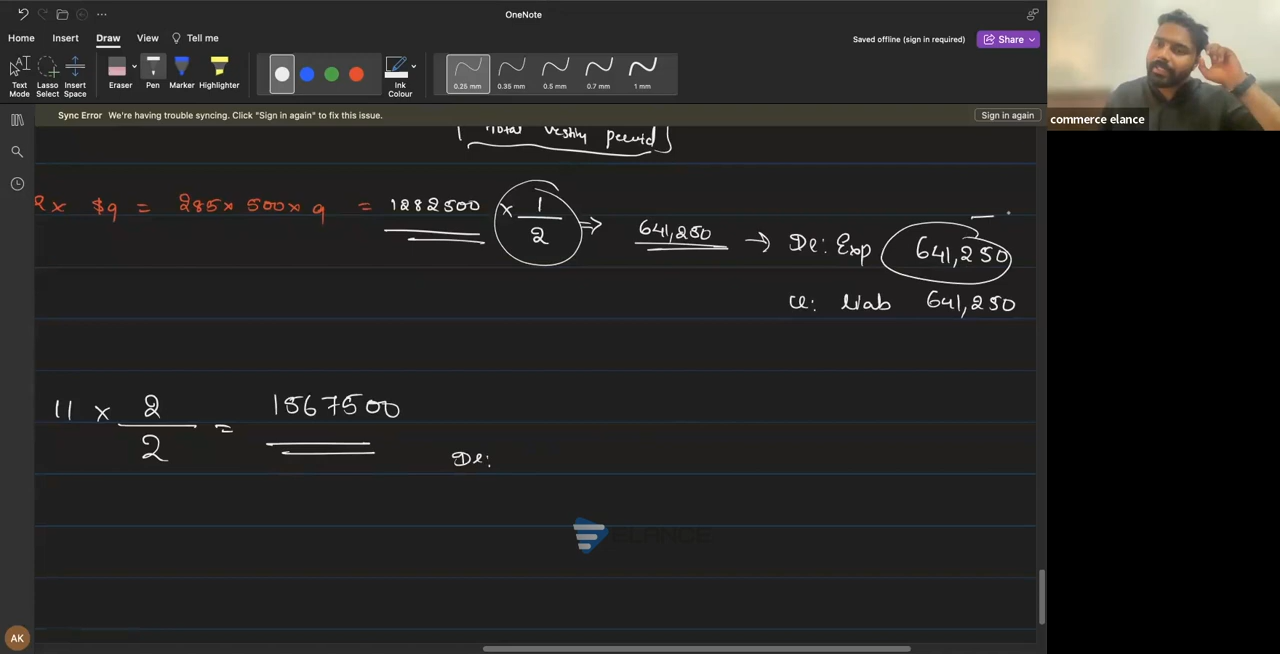 OneNote
Home Insert Draw View Tell me
Saved offline (sign in required) Share
Text Mode Lasso Select Insert Space Eraser Pen Marker Highlighter Ink Colour 0.25 mm 0.35 mm 0.5 mm 0.7 mm 1 mm
commerce elance
Sync Error We're having trouble syncing. Click "Sign in again" to fix this issue. Sign in again
Total vesting period
2 x $9 = 285 x 500 x 9 = 1282500 x 1/2 ⇒ 641,250 → De: Exp 641,250
Cr: Liab 641,250
11 x 2/2 = 1567500
De:
ELANCE
AK